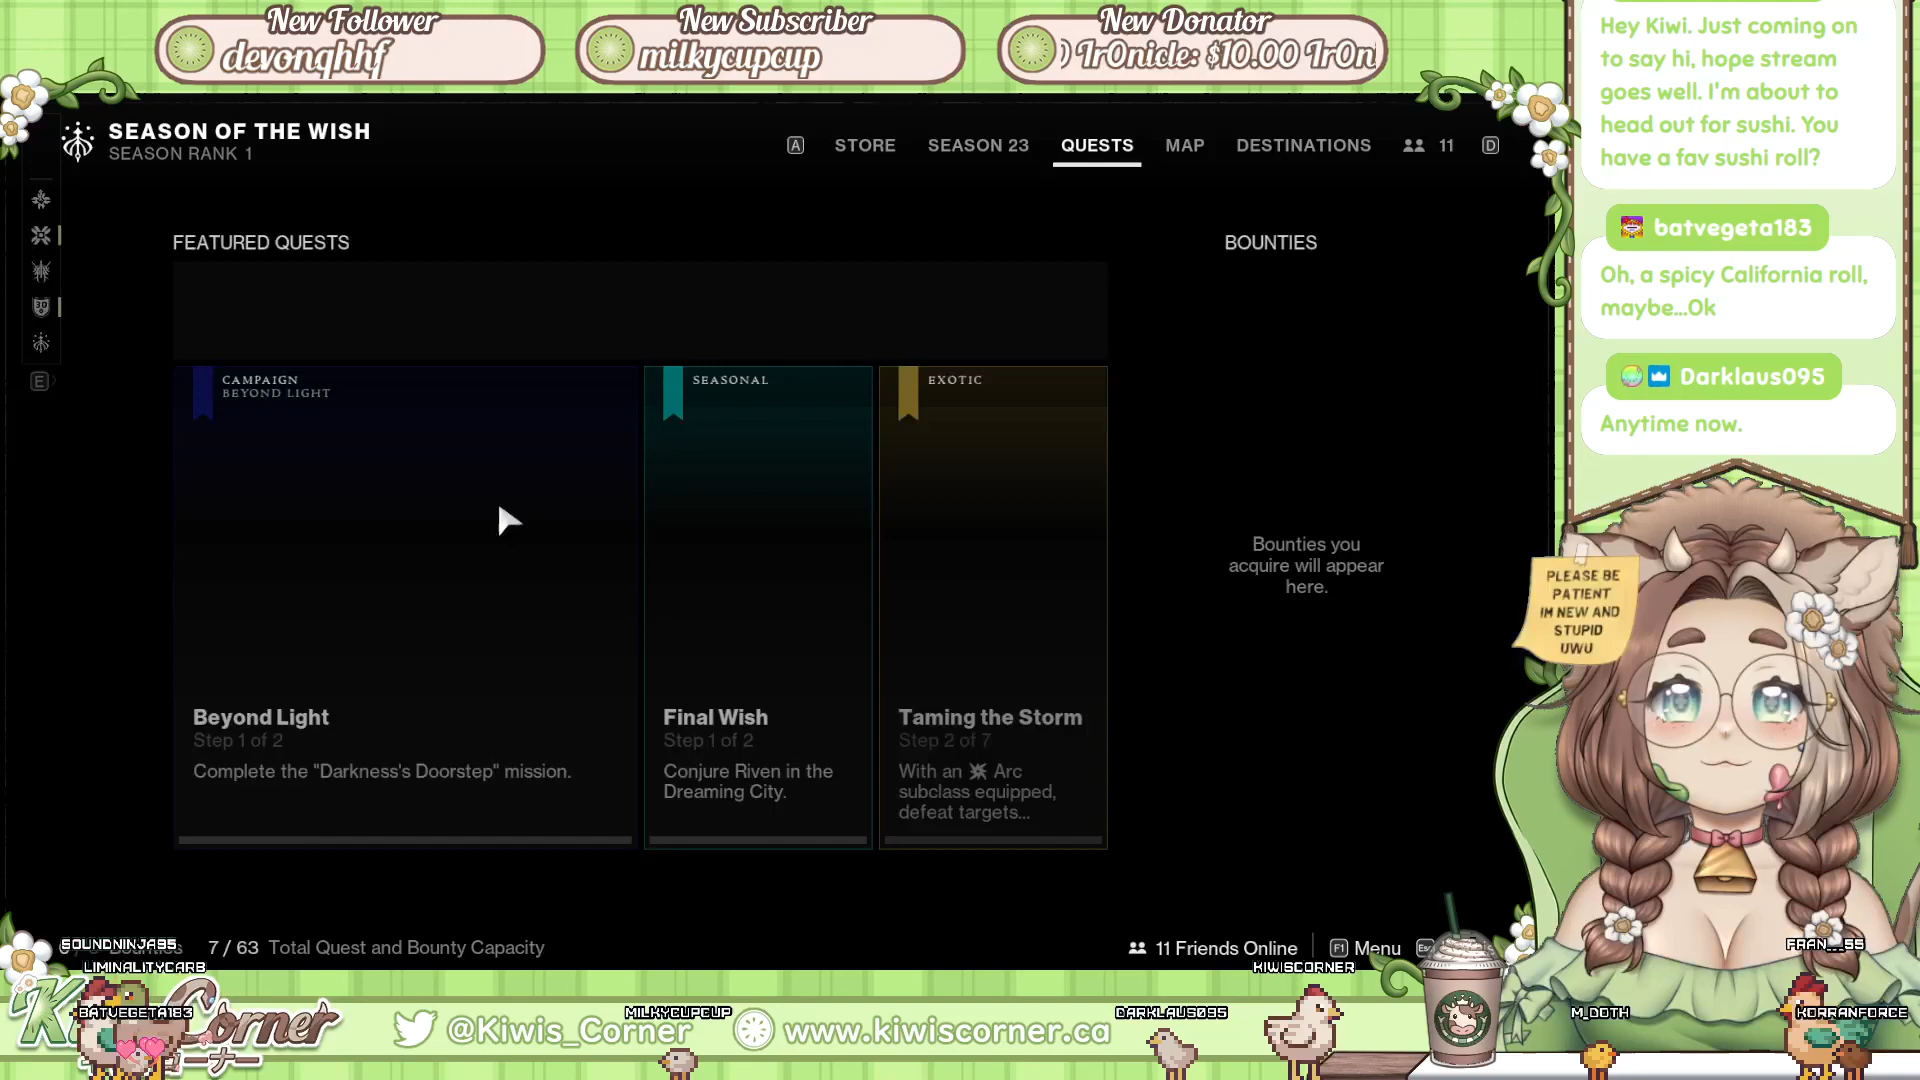 New Follower
devonqhhf
New Subscriber
milkycupcup
New Donator
) Ir0nicle: $10.00 Ir0n
SEASON OF THE WISH
SEASON RANK 1
A
STORE
SEASON 23
QUESTS
MAP
DESTINATIONS
11
D
E
FEATURED QUESTS
BOUNTIES
CAMPAIGN
BEYOND LIGHT
SEASONAL
EXOTIC
Beyond Light
Step 1 of 2
Complete the "Darkness's Doorstep" mission.
Final Wish
Step 1 of 2
Conjure Riven in the
Dreaming City.
Taming the Storm
Step 2 of 7
With an Arc
subclass equipped,
defeat targets...
Bounties you
acquire will appear
here.
7 / 63 Total Quest and Bounty Capacity
11 Friends Online
F1 Menu
Hey Kiwi. Just coming on
to say hi, hope stream
goes well. I'm about to
head out for sushi. You
have a fav sushi roll?
batvegeta183
Oh, a spicy California roll,
maybe...Ok
Darklaus095
Anytime now.
PLEASE BE
PATIENT
IM NEW AND
STUPID
UWU
SOUNDNINJA95
LIMINALITYCARB
BATVEGETA183
Corner
ーナー
MILKYCUPCUP
@Kiwis_Corner
www.kiwiscorner.ca
DARKLAUS095
KIWISCORNER
M_DOTH
FRAN__55
KORRANFORCE